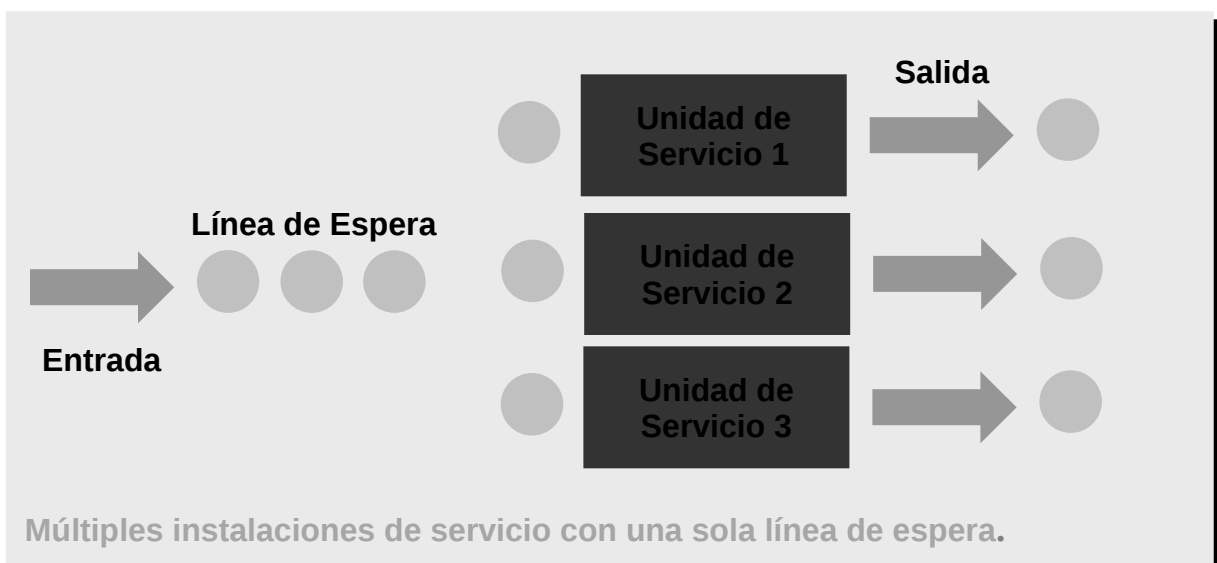 Salida
Unidad de
Servicio 1
Línea de Espera
Unidad de
Servicio 2
Entrada
Unidad de
Servicio 3
Múltiples instalaciones de servicio con una sola línea de espera.